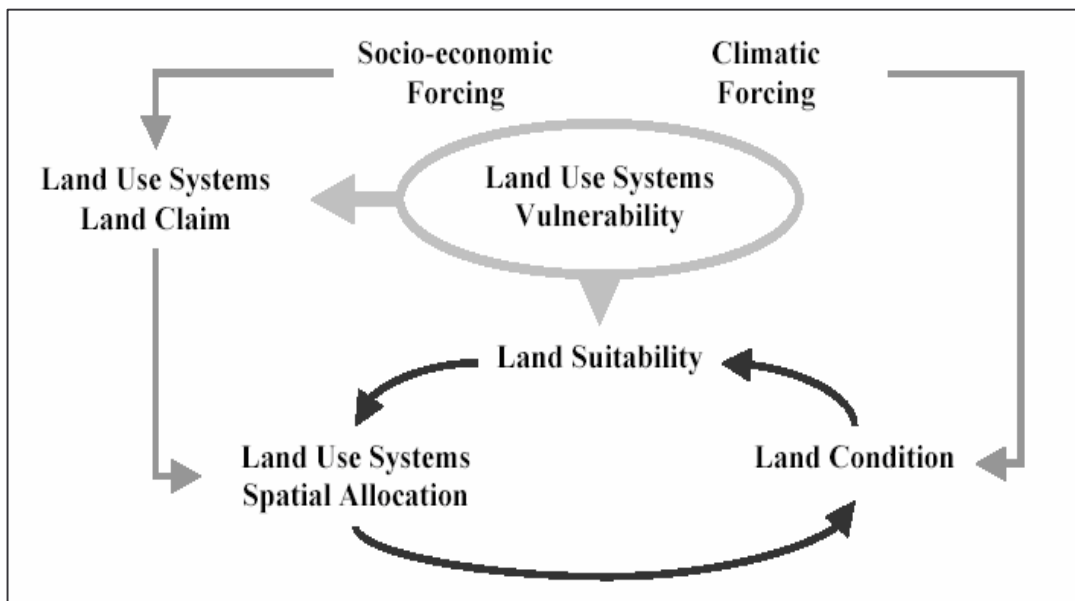 Socio-economic
Forcing
Climatic
Forcing
Land Use Systems
Land Claim
Land Use Systems
Vulnerability
Land Suitability
Land Use Systems
Spatial Allocation
Land Condition